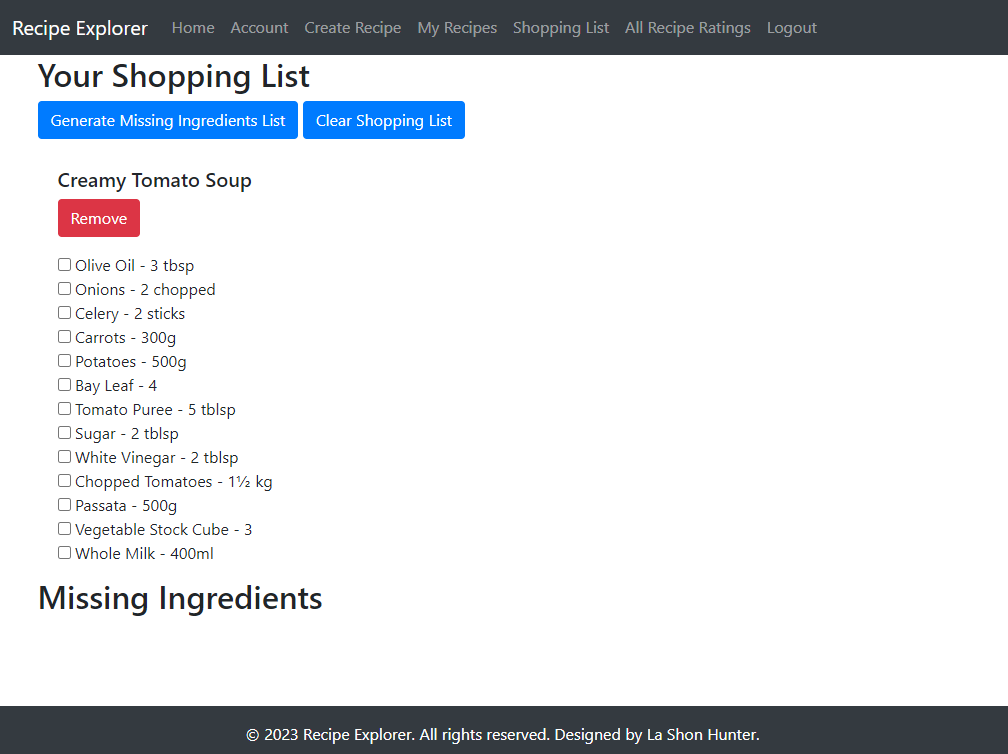 Recipe Explorer Home Account Create Recipe My Recipes Shopping List All Recipe Ratings Logout
Your Shopping List
Generate Missing Ingredients List Clear Shopping List
Creamy Tomato Soup
Remove
Olive Oil - 3 tbsp
Onions - 2 chopped
Celery - 2 sticks
Carrots - 300g
Potatoes - 500g
Bay Leaf - 4
Tomato Puree - 5 tblsp
Sugar - 2 tblsp
White Vinegar - 2 tblsp
Chopped Tomatoes - 1½ kg
Passata - 500g
Vegetable Stock Cube - 3
Whole Milk - 400ml
Missing Ingredients
© 2023 Recipe Explorer. All rights reserved. Designed by La Shon Hunter.